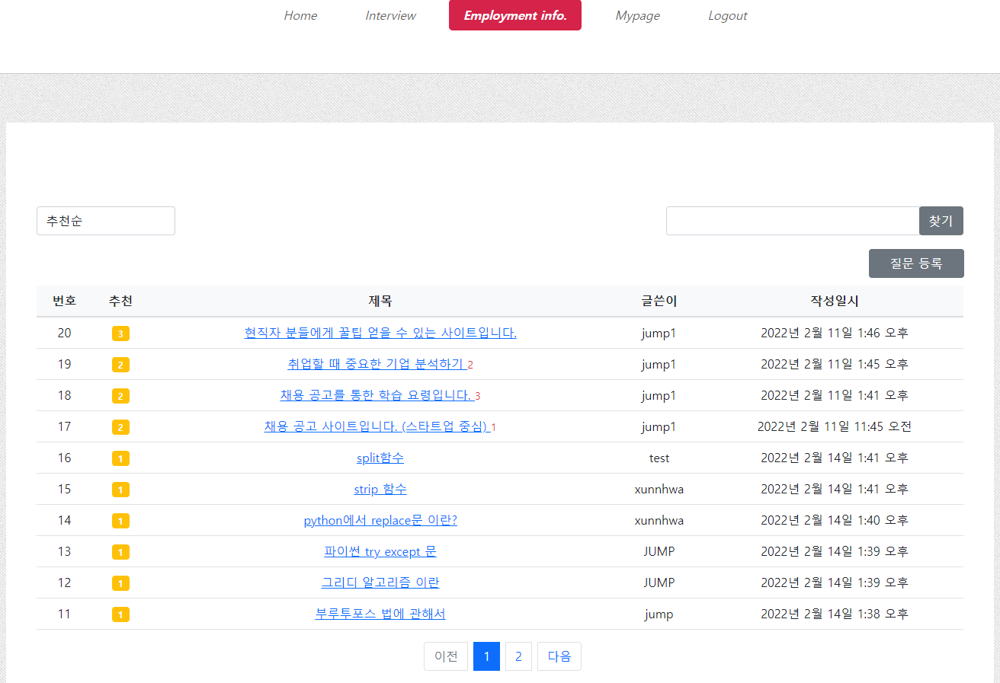 Home Interview Employment info. Mypage Logout
추천순 찾기
질문 등록
번호 추천 제목 글쓴이 작성일시
20 3 현직자 분들에게 꿀팁 얻을 수 있는 사이트입니다. jump1 2022년 2월 11일 1:46 오후
19 2 취업할 때 중요한 기업 분석하기 2 jump1 2022년 2월 11일 1:45 오후
18 2 채용 공고를 통한 학습 요령입니다. 3 jump1 2022년 2월 11일 1:41 오후
17 2 채용 공고 사이트입니다. (스타트업 중심) 1 jump1 2022년 2월 11일 11:45 오전
16 1 split함수 test 2022년 2월 14일 1:41 오후
15 1 strip 함수 xunnhwa 2022년 2월 14일 1:41 오후
14 1 python에서 replace문 이란? xunnhwa 2022년 2월 14일 1:40 오후
13 1 파이썬 try except 문 JUMP 2022년 2월 14일 1:39 오후
12 1 그리디 알고리즘 이란 JUMP 2022년 2월 14일 1:39 오후
11 1 부루투포스 법에 관해서 jump 2022년 2월 14일 1:38 오후
이전 1 2 다음